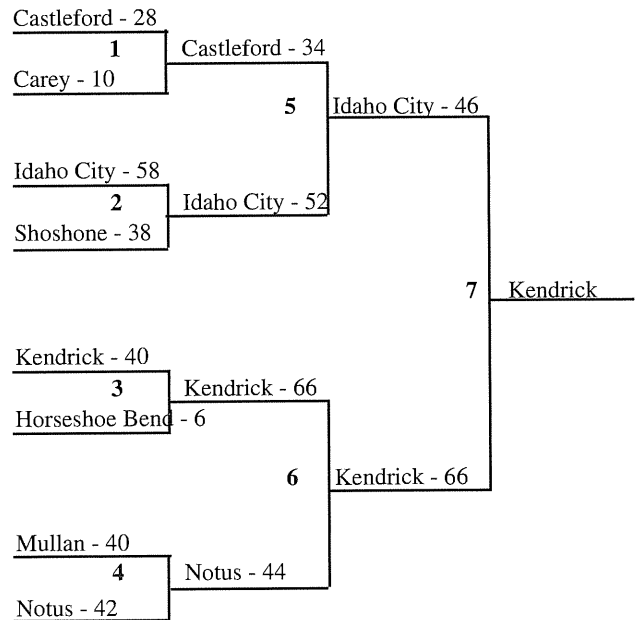 Castleford - 28
1
Castleford - 34
Carey - 10
5
Idaho City - 46
Idaho City - 58
2
Idaho City - 52
Shoshone - 38
7
Kendrick
Kendrick - 40
3
Kendrick - 66
Horseshoe Bend - 6
6
Kendrick - 66
Mullan - 40
4
Notus - 44
Notus - 42